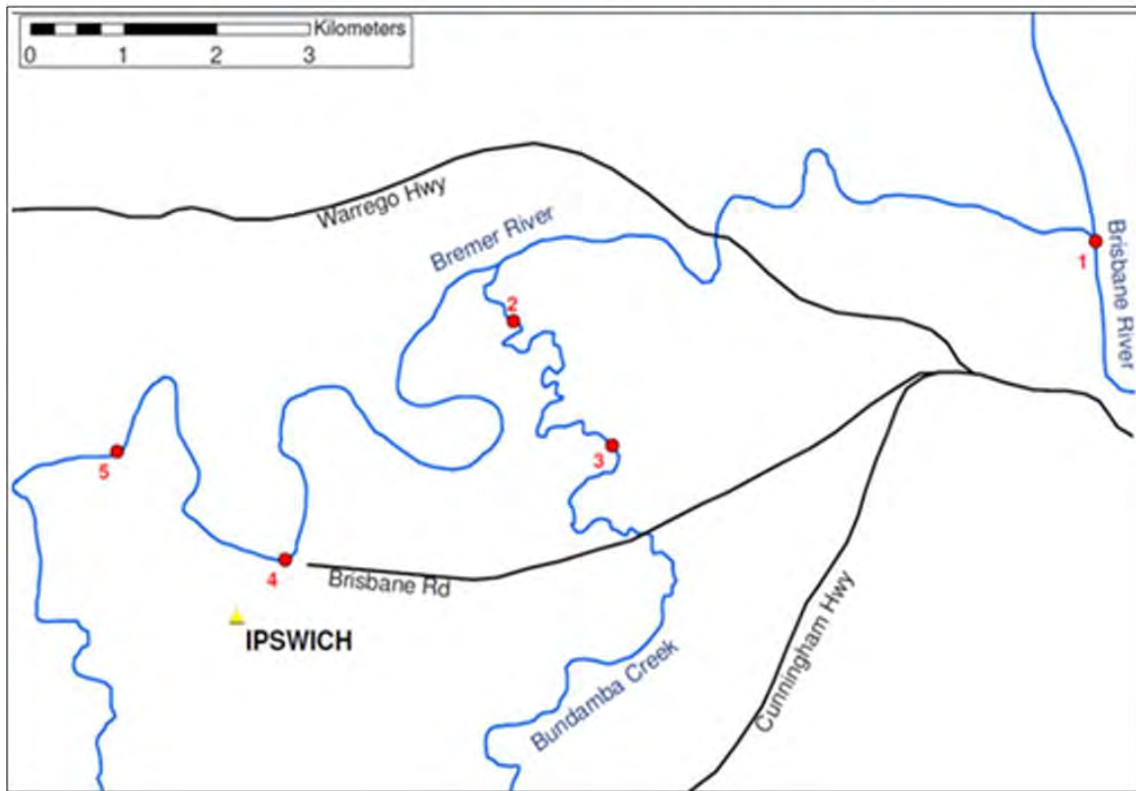 Kilometers
0 1 2 3
Warrego Hwy
Bremer River
Brisbane River
1
2
3
5
4
Brisbane Rd
IPSWICH
Bundamba Creek
Cunningham Hwy